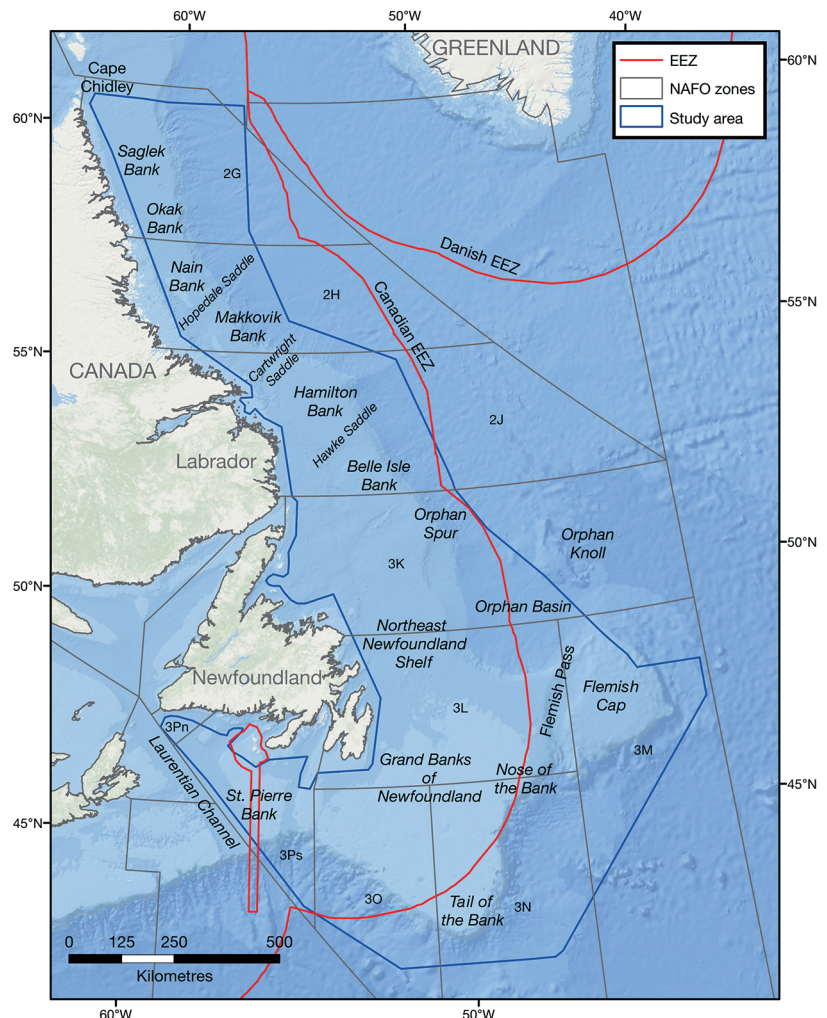 60°W
50°W
40°W
GREENLAND
EEZ
NAFO zones
Study area
60°N
Cape
Chidley
60°N
Saglek
Bank
2G
Okak
Bank
Danish EEZ
Nain
Bank
Hopedale Saddle
2H
55°N
Makkovik
Bank
Canadian EEZ
55°N
Cartwright
Saddle
CANADA
Hamilton
Bank
2J
Hawke Saddle
Labrador
Belle Isle
Bank
Orphan
Spur
Orphan
Knoll
50°N
3K
50°N
Orphan Basin
Northeast
Newfoundland
Shelf
Newfoundland
Flemish Pass
Flemish
Cap
3L
3Pn
3M
Laurentian Channel
Grand Banks
of
Newfoundland
Nose of
the Bank
45°N
St. Pierre
Bank
45°N
3Ps
3O
Tail of
the Bank
3N
0 125 250 500
Kilometres
60°W
50°W